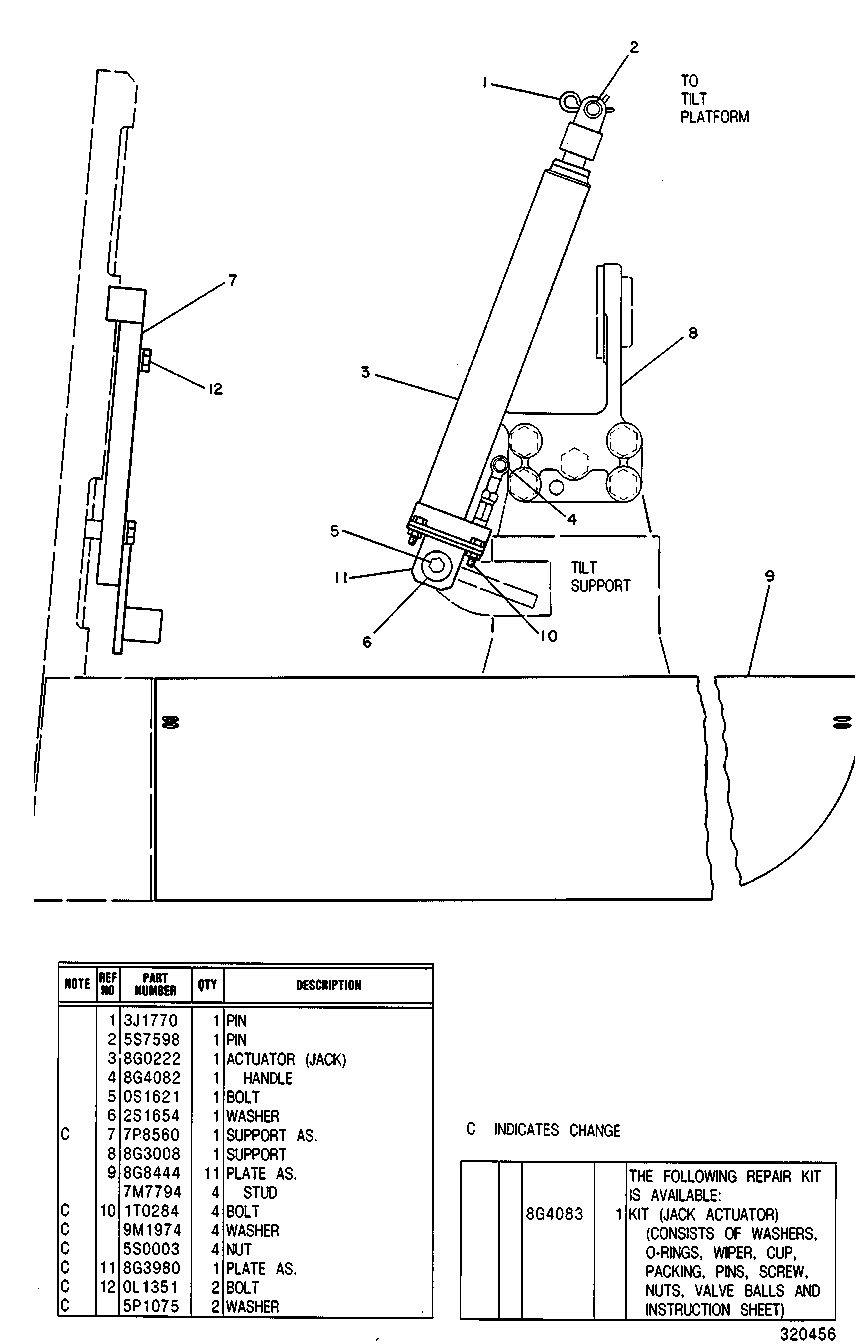 2
1
TO
TILT
PLATFORM
7
8
12
3
4
5
TILT
SUPPORT
11
9
6
10
NOTE REF NO PART NUMBER QTY DESCRIPTION
1 3J1770 1 PIN
2 5S7598 1 PIN
3 8G0222 1 ACTUATOR (JACK)
4 8G4082 1 HANDLE
5 0S1621 1 BOLT
6 2S1654 1 WASHER
C 7 7P8560 1 SUPPORT AS.
8 8G3008 1 SUPPORT
9 8G8444 11 PLATE AS.
7M7794 4 STUD
C 10 1T0284 4 BOLT
C 9M1974 4 WASHER
C 5S0003 4 NUT
C 11 8G3980 1 PLATE AS.
C 12 0L1351 2 BOLT
C 5P1075 2 WASHER
C INDICATES CHANGE
THE FOLLOWING REPAIR KIT
IS AVAILABLE:
8G4083 1 KIT (JACK ACTUATOR)
(CONSISTS OF WASHERS,
O-RINGS, WIPER, CUP,
PACKING, PINS, SCREW,
NUTS, VALVE BALLS AND
INSTRUCTION SHEET)
320456